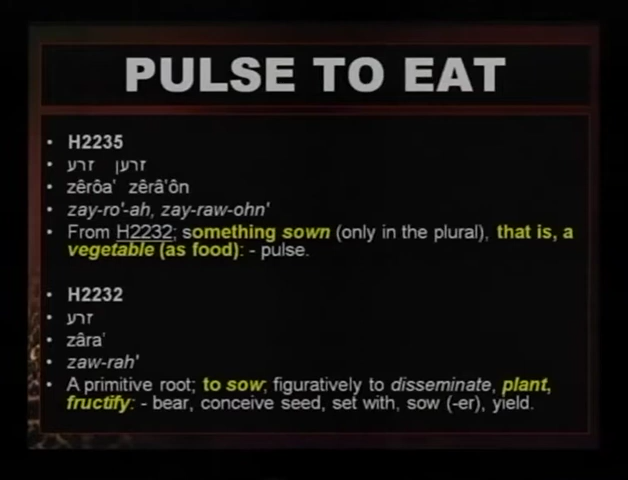 PULSE TO EAT
• H2235
• זרע זרען
• zêrôa‛ zêrâ‛ôn
• zay-ro'-ah, zay-raw-ohn'
• From H2232; something sown (only in the plural), that is, a
vegetable (as food): - pulse.
• H2232
• זרע
• zâra‛
• zaw-rah'
• A primitive root; to sow; figuratively to disseminate, plant,
fructify: - bear, conceive seed, set with, sow (-er), yield.